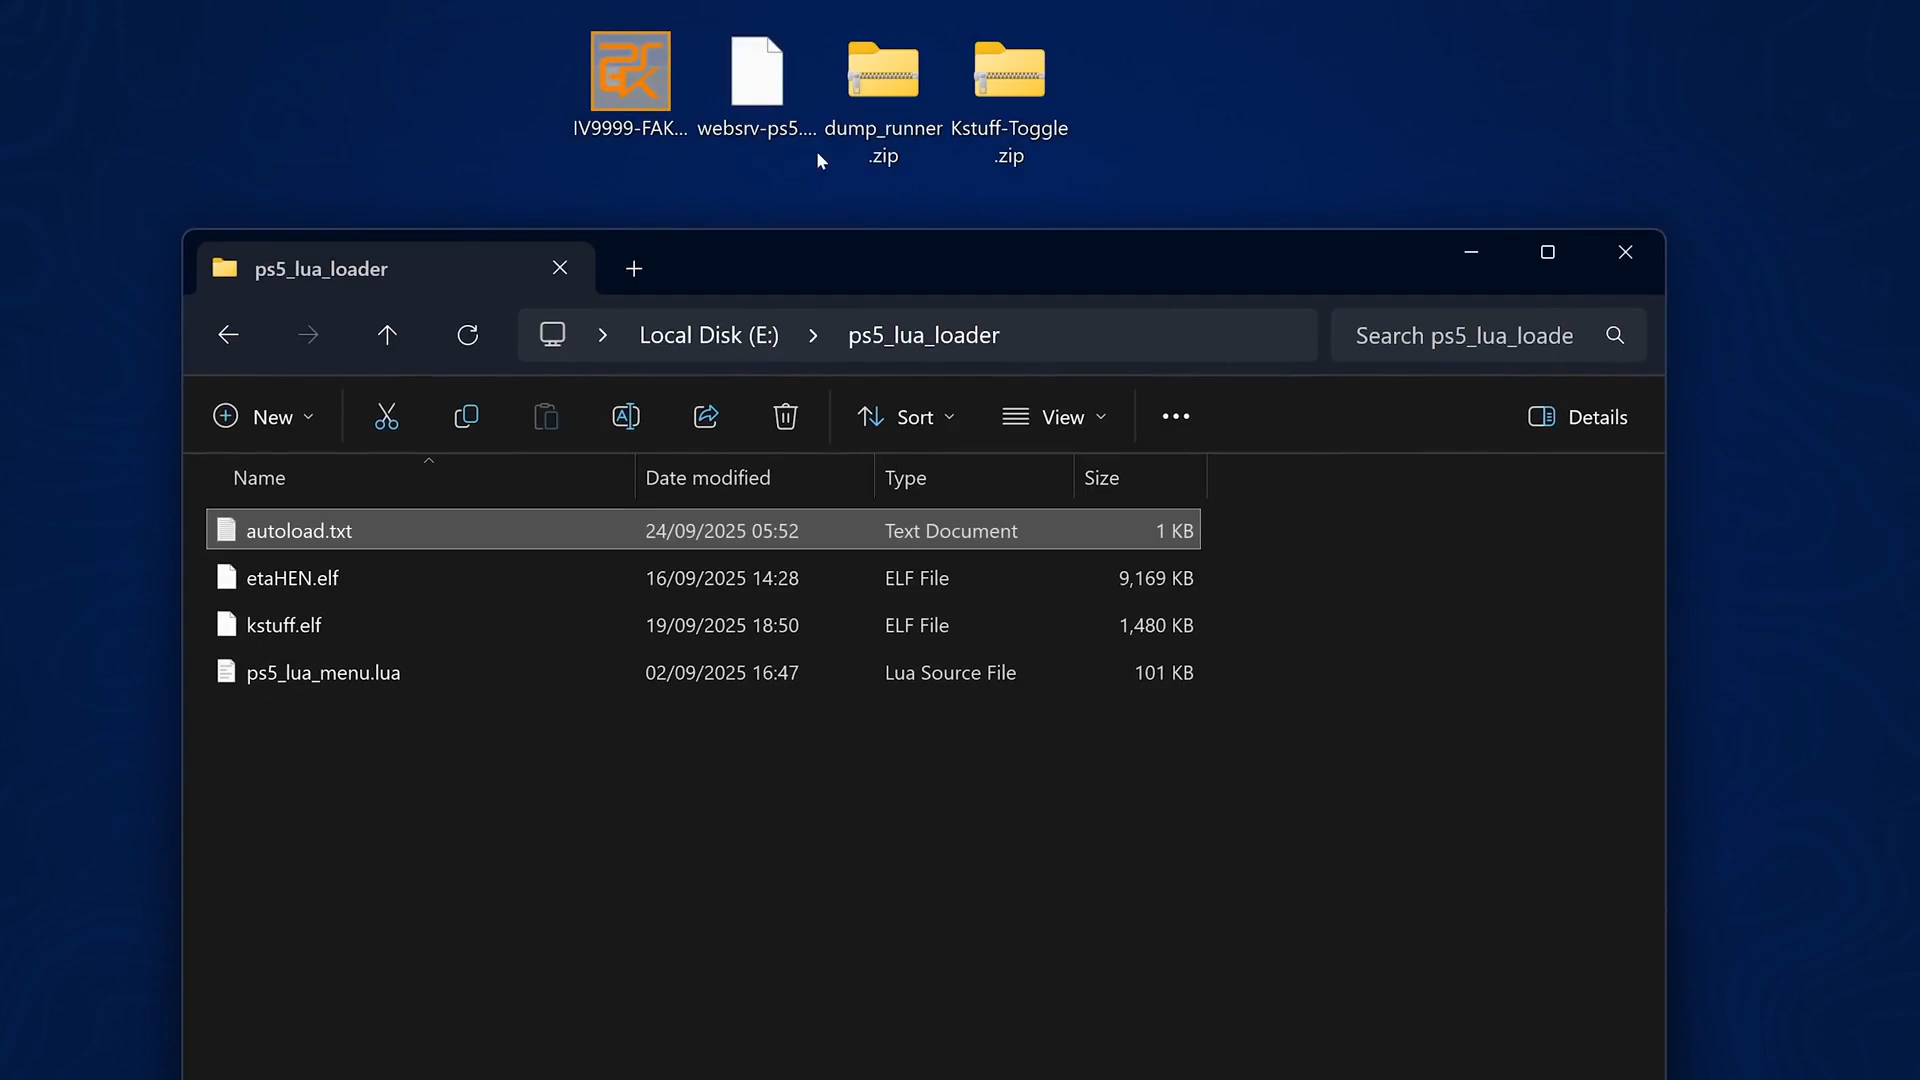 IV9999-FAK...
websrv-ps5....
dump_runner
.zip
Kstuff-Toggle
.zip
ps5_lua_loader
Local Disk (E:) ps5_lua_loader
Search ps5_lua_loade
New Sort View Details
Name Date modified Type Size
autoload.txt 24/09/2025 05:52 Text Document 1 KB
etaHEN.elf 16/09/2025 14:28 ELF File 9,169 KB
kstuff.elf 19/09/2025 18:50 ELF File 1,480 KB
ps5_lua_menu.lua 02/09/2025 16:47 Lua Source File 101 KB